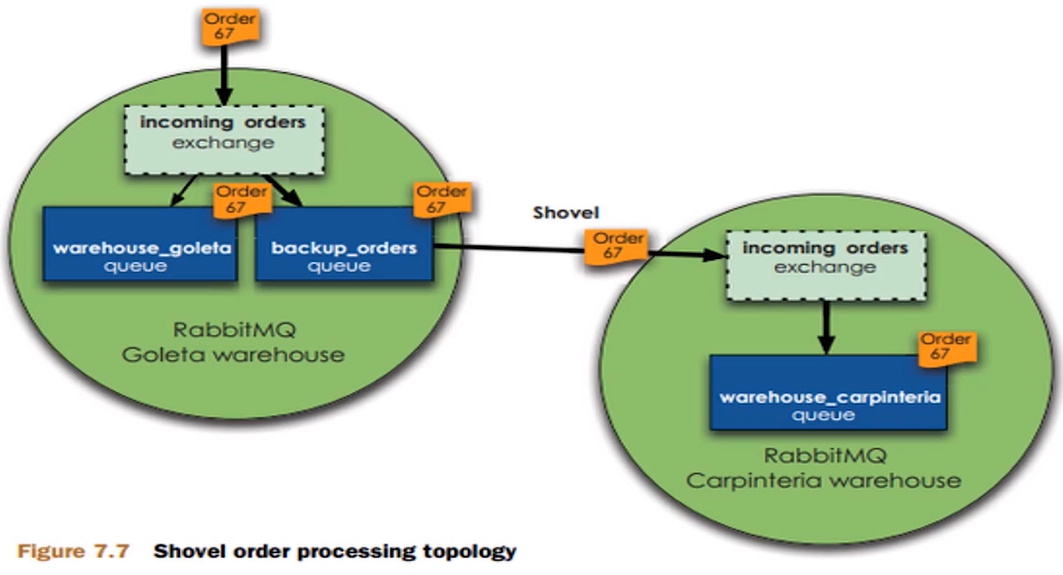 Order
67
incoming orders
exchange
Order
67
Order
67
warehouse_goleta
queue
backup_orders
queue
RabbitMQ
Goleta warehouse
Shovel
Order
67
incoming orders
exchange
Order
67
warehouse_carpinteria
queue
RabbitMQ
Carpinteria warehouse
Figure 7.7 Shovel order processing topology